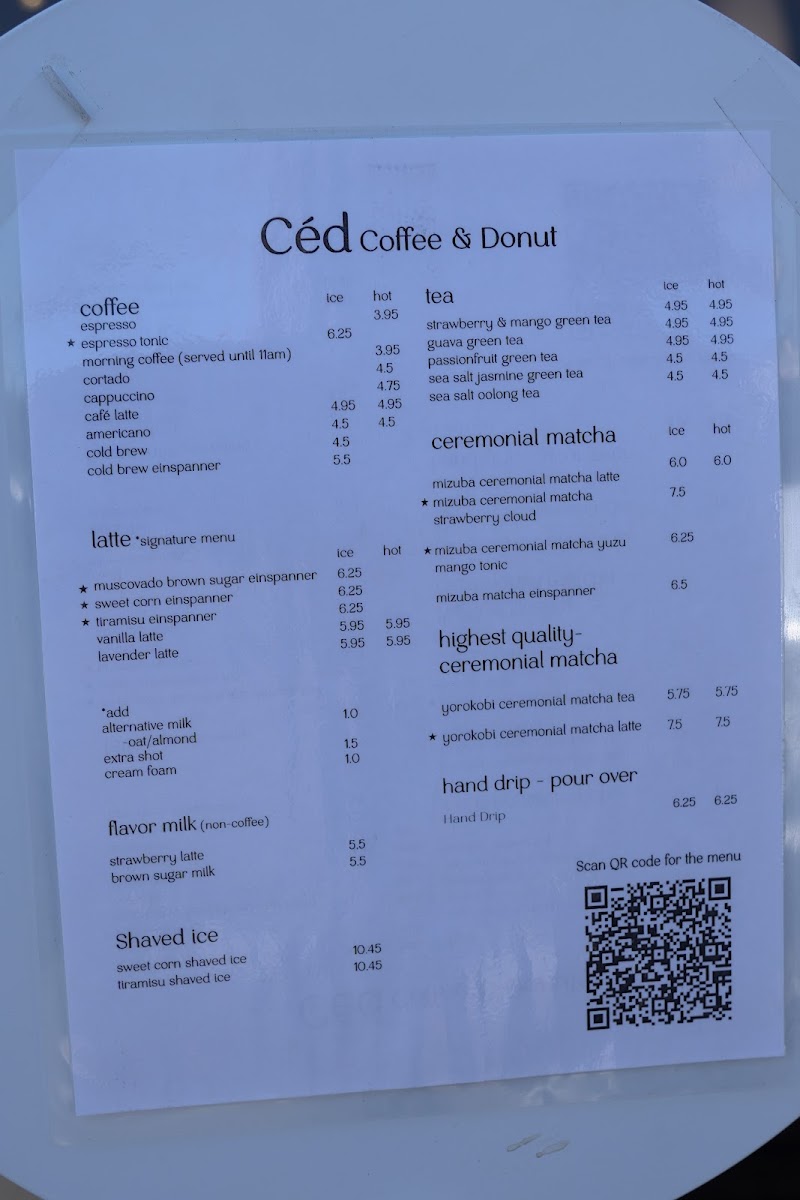 Céd Coffee & Donut
coffee ice hot
espresso 3.95
★ espresso tonic 6.25
morning coffee (served until 11am) 3.95
cortado 4.5
cappuccino 4.75
café latte 4.95 4.95
americano 4.5 4.5
cold brew 4.5
cold brew einspanner 5.5
latte *signature menu
ice hot
★ muscovado brown sugar einspanner 6.25
★ sweet corn einspanner 6.25
★ tiramisu einspanner 6.25
vanilla latte 5.95 5.95
lavender latte 5.95 5.95
*add
alternative milk 1.0
-oat/almond
extra shot 1.5
cream foam 1.0
flavor milk (non-coffee)
strawberry latte 5.5
brown sugar milk 5.5
Shaved ice
sweet corn shaved ice 10.45
tiramisu shaved ice 10.45
tea ice hot
strawberry & mango green tea 4.95 4.95
guava green tea 4.95 4.95
passionfruit green tea 4.95 4.95
sea salt jasmine green tea 4.5 4.5
sea salt oolong tea 4.5 4.5
ceremonial matcha ice hot
mizuba ceremonial matcha latte 6.0 6.0
★ mizuba ceremonial matcha 7.5
strawberry cloud
★ mizuba ceremonial matcha yuzu 6.25
mango tonic
mizuba matcha einspanner 6.5
highest quality-
ceremonial matcha
yorokobi ceremonial matcha tea 5.75 5.75
★ yorokobi ceremonial matcha latte 7.5 7.5
hand drip - pour over
Hand Drip 6.25 6.25
Scan QR code for the menu